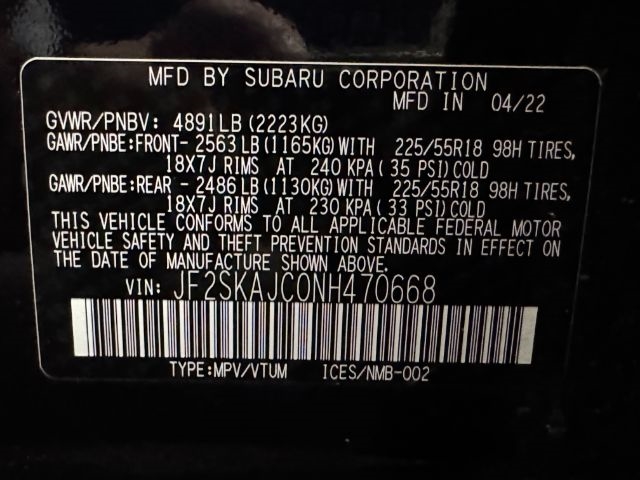 MFD BY SUBARU CORPORATION
MFD IN 04/22
GVWR/PNBV: 4891LB (2223KG)
GAWR/PNBE:FRONT- 2563 LB (1165KG) WITH 225/55R18 98H TIRES,
18X7J RIMS AT 240 KPA ( 35 PSI) COLD
GAWR/PNBE:REAR - 2486 LB (1130KG) WITH 225/55R18 98H TIRES,
18X7J RIMS AT 230 KPA ( 33 PSI) COLD
THIS VEHICLE CONFORMS TO ALL APPLICABLE FEDERAL MOTOR
VEHICLE SAFETY AND THEFT PREVENTION STANDARDS IN EFFECT ON
THE DATE OF MANUFACTURE SHOWN ABOVE.
VIN: JF2SKAJC0NH470668
TYPE:MPV/VTUM ICES/NMB-002